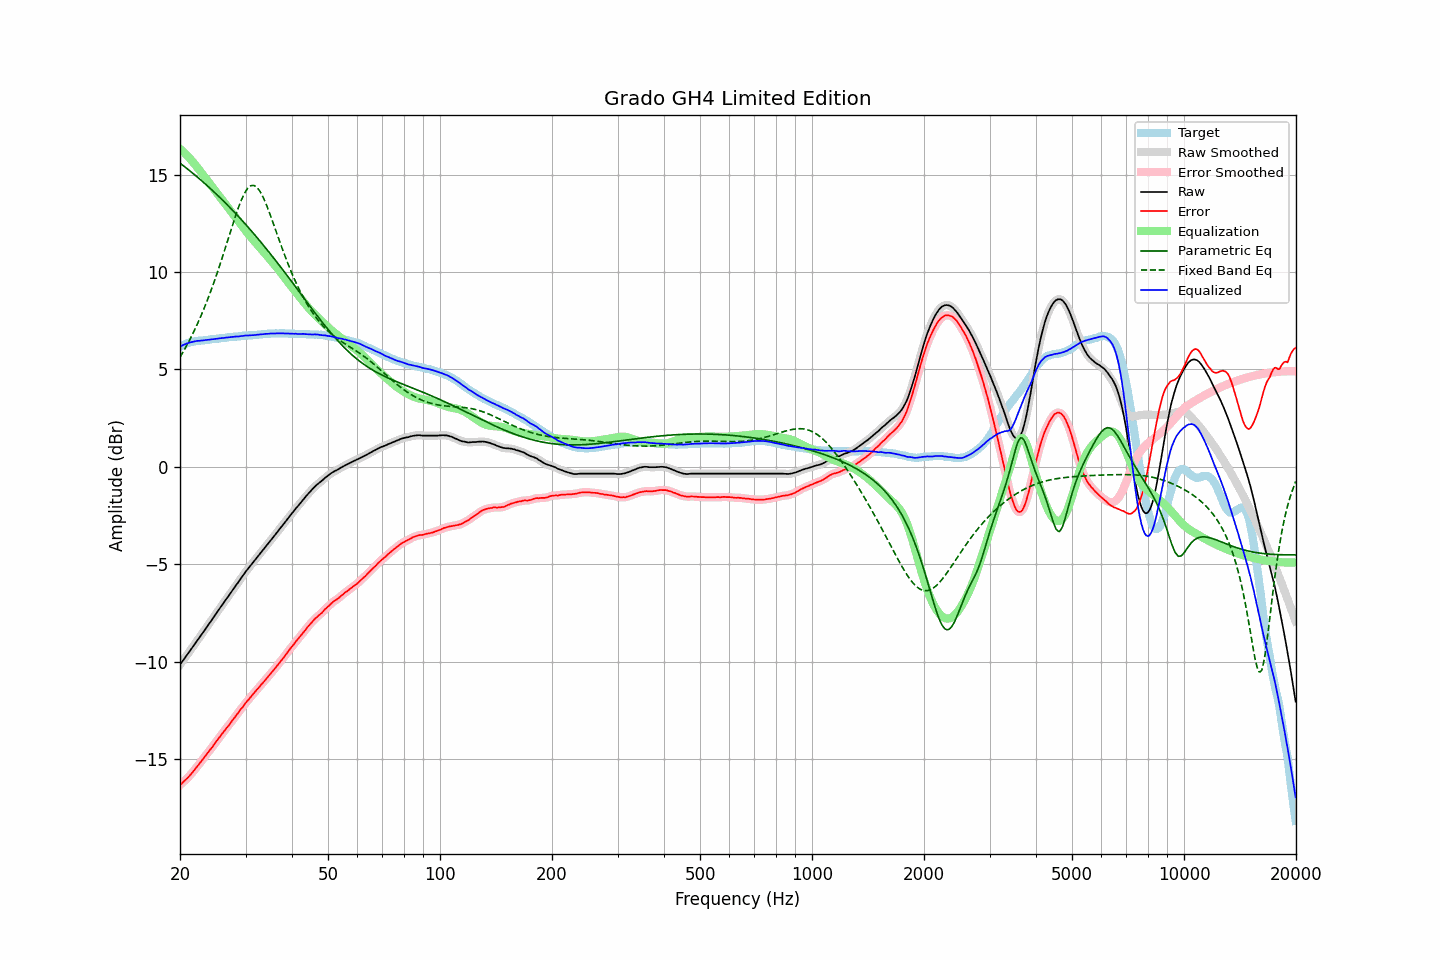 Grado GH4 Limited Edition
Target
Raw Smoothed
Error Smoothed
Raw
Error
Equalization
Parametric Eq
Fixed Band Eq
Equalized
Amplitude (dBr)
15
10
5
0
−5
−10
−15
20 50 100 200 500 1000 2000 5000 10000 20000
Frequency (Hz)